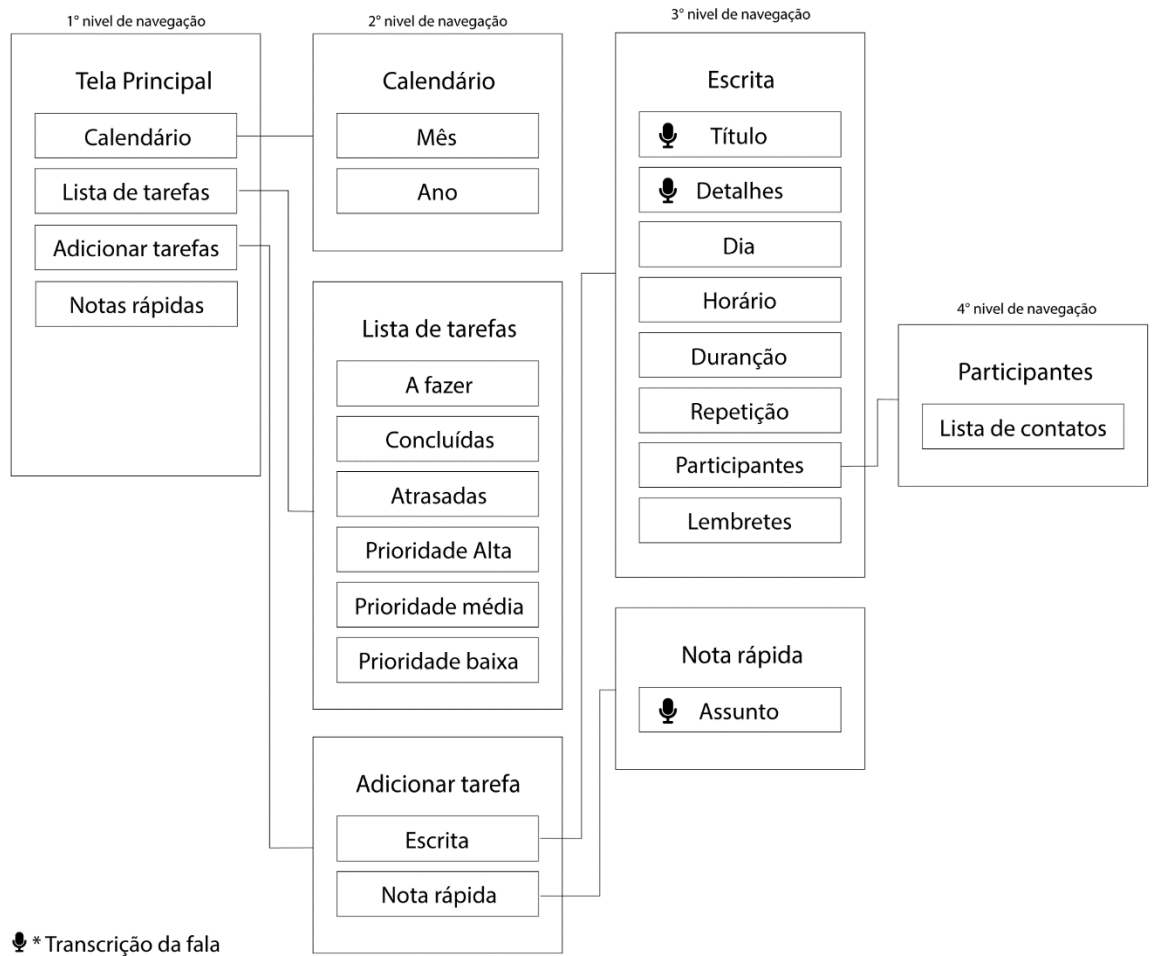 1° nivel de navegação
Tela Principal
Calendário
Lista de tarefas
Adicionar tarefas
Notas rápidas
2° nivel de navegação
Calendário
Mês
Ano
Lista de tarefas
A fazer
Concluídas
Atrasadas
Prioridade Alta
Prioridade média
Prioridade baixa
Adicionar tarefa
Escrita
Nota rápida
3° nivel de navegação
Escrita
Título
Detalhes
Dia
Horário
Duranção
Repetição
Participantes
Lembretes
Nota rápida
Assunto
4° nivel de navegação
Participantes
Lista de contatos
* Transcrição da fala